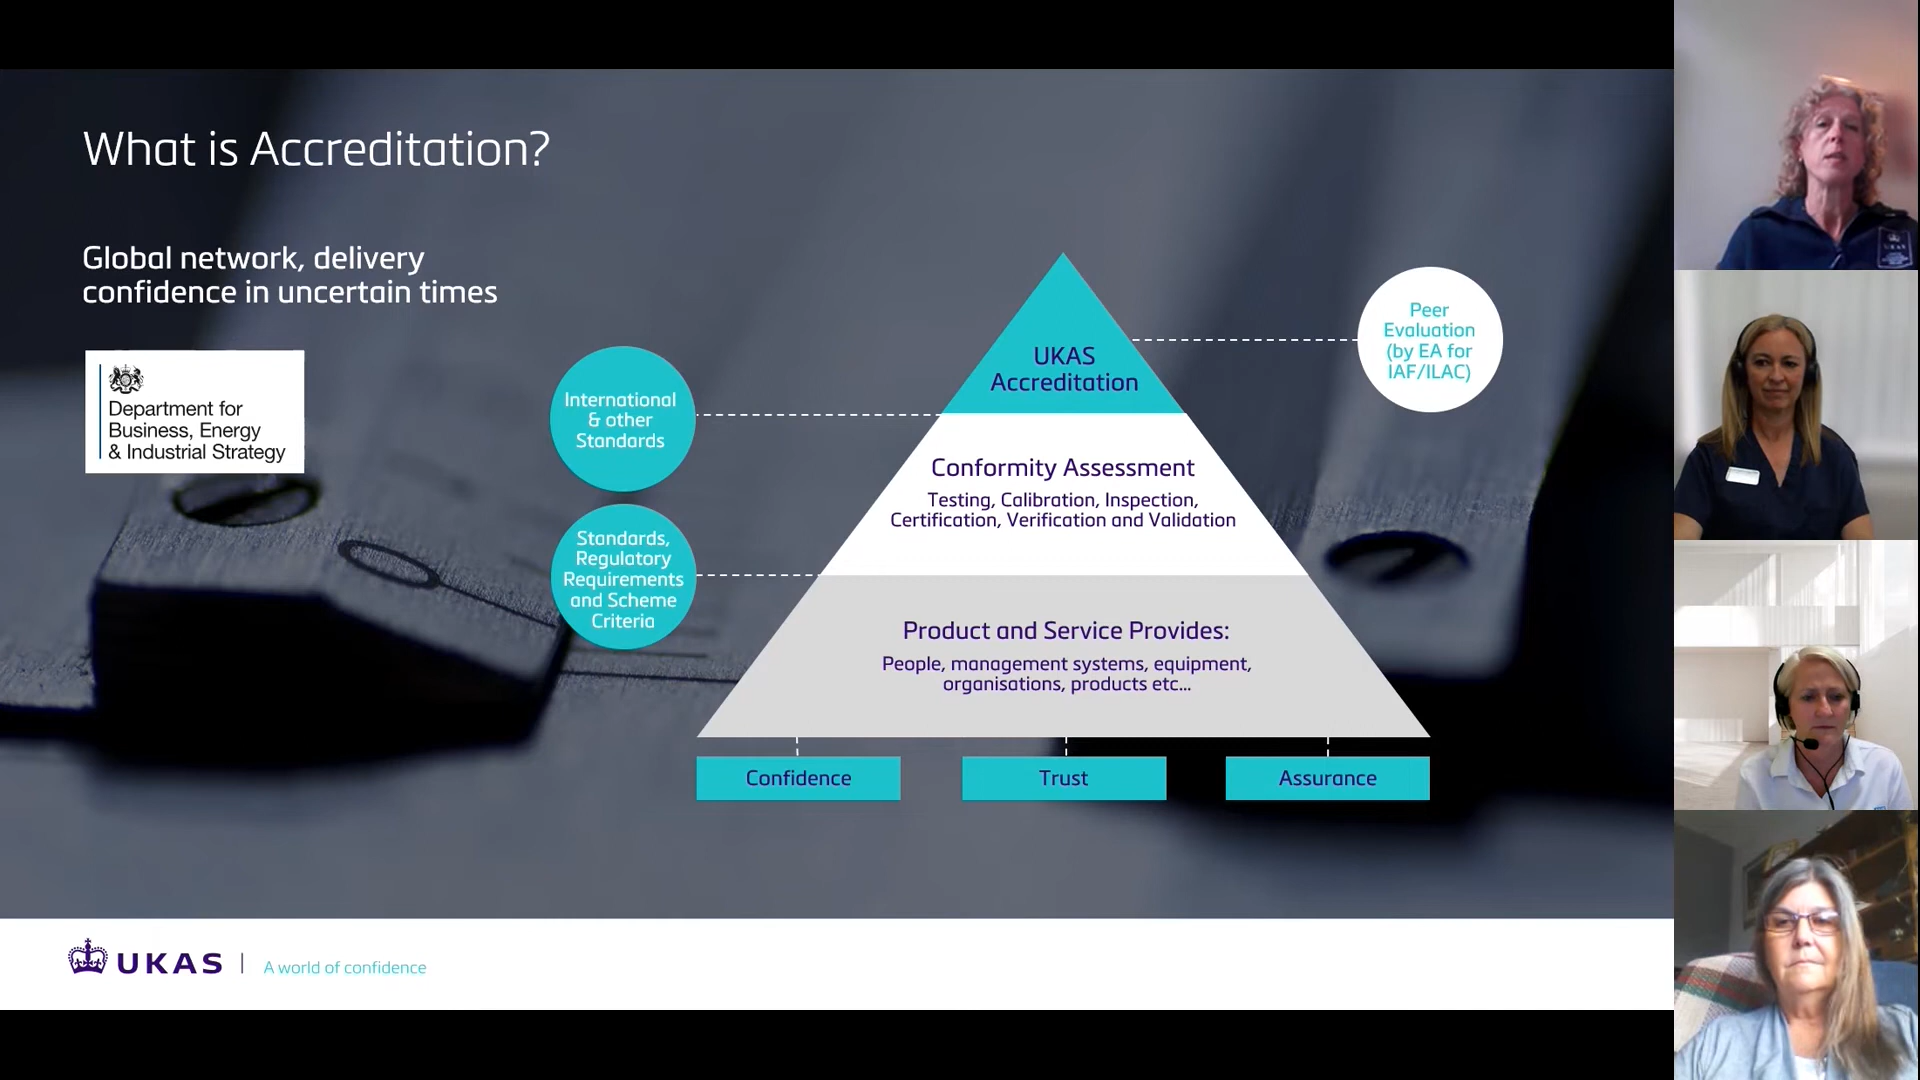 What is Accreditation?
Global network, delivery
confidence in uncertain times
Department for
Business, Energy
& Industrial Strategy
International
& other
Standards
Standards,
Regulatory
Requirements
and Scheme
Criteria
UKAS
Accreditation
Conformity Assessment
Testing, Calibration, Inspection,
Certification, Verification and Validation
Product and Service Provides:
People, management systems, equipment,
organisations, products etc...
Peer
Evaluation
(by EA for
IAF/ILAC)
Confidence
Trust
Assurance
UKAS
A world of confidence
UKAS